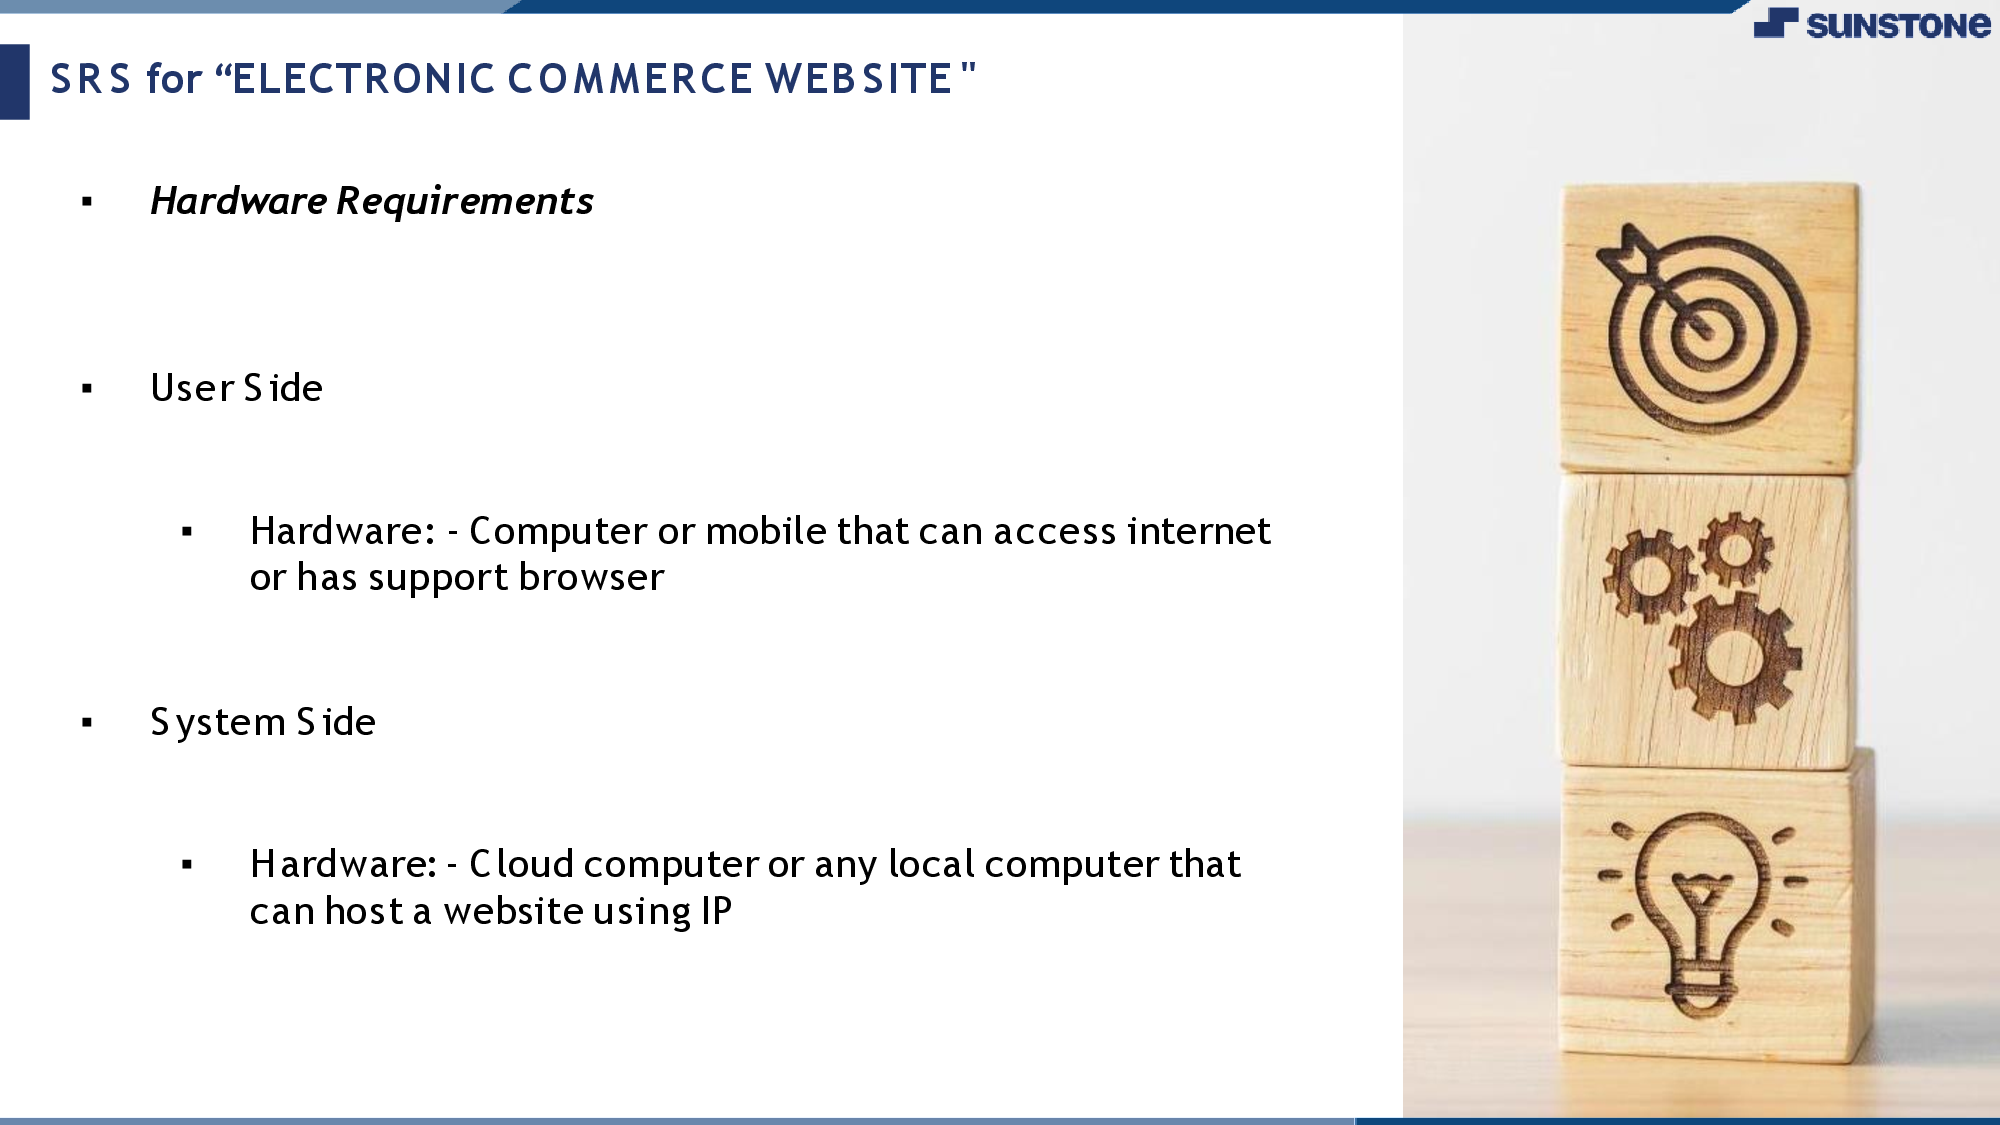 SUNSTONE
SRS for “ELECTRONIC COMMERCE WEBSITE"
▪ Hardware Requirements
▪ User Side
▪ Hardware: - Computer or mobile that can access internet
or has support browser
▪ System Side
▪ Hardware: - Cloud computer or any local computer that
can host a website using IP